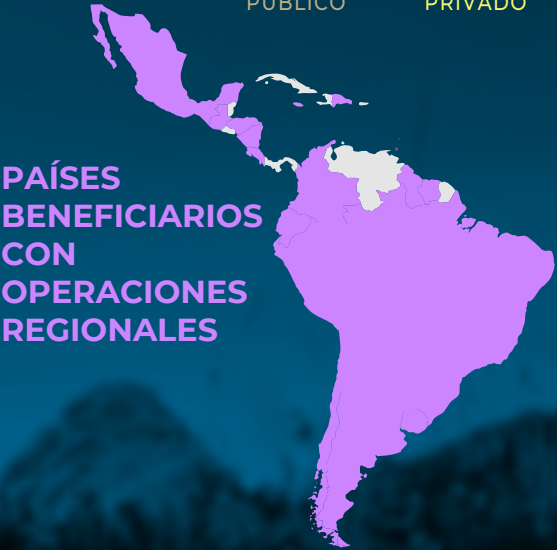 PÚBLICO PRIVADO
PAÍSES
BENEFICIARIOS
CON
OPERACIONES
REGIONALES